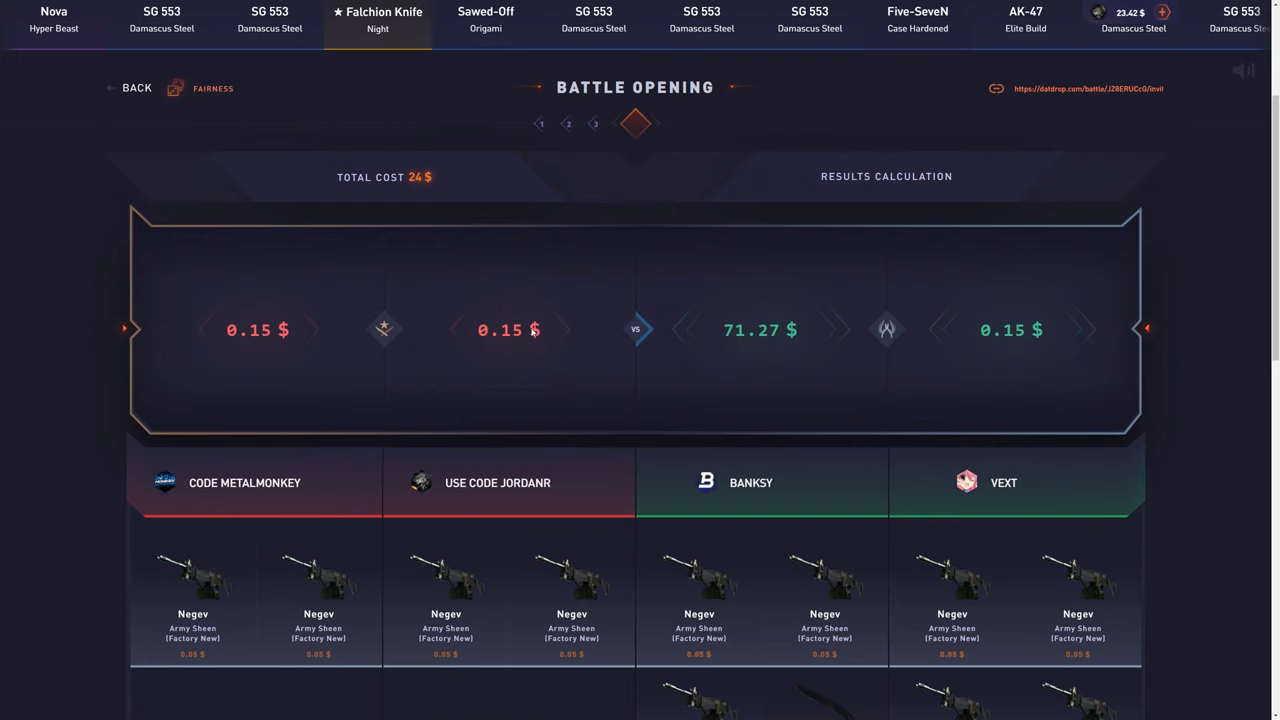 Nova
Hyper Beast
SG 553
Damascus Steel
SG 553
Damascus Steel
★ Falchion Knife
Night
Sawed-Off
Origami
SG 553
Damascus Steel
SG 553
Damascus Steel
SG 553
Damascus Steel
Five-SeveN
Case Hardened
AK-47
Elite Build
23.42 $
Damascus Steel
SG 553
Damascus Stee
← BACK
FAIRNESS
BATTLE OPENING
https://datdrop.com/battle/JZ8ERUCcG/invit
1
2
3
TOTAL COST 24 $
RESULTS CALCULATION
0.15 $
0.15 $
VS
71.27 $
0.15 $
CODE METALMONKEY
USE CODE JORDANR
BANKSY
VEXT
Negev
Army Sheen
(Factory New)
0.05 $
Negev
Army Sheen
(Factory New)
0.05 $
Negev
Army Sheen
(Factory New)
0.05 $
Negev
Army Sheen
(Factory New)
0.05 $
Negev
Army Sheen
(Factory New)
0.05 $
Negev
Army Sheen
(Factory New)
0.05 $
Negev
Army Sheen
(Factory New)
0.05 $
Negev
Army Sheen
(Factory New)
0.05 $